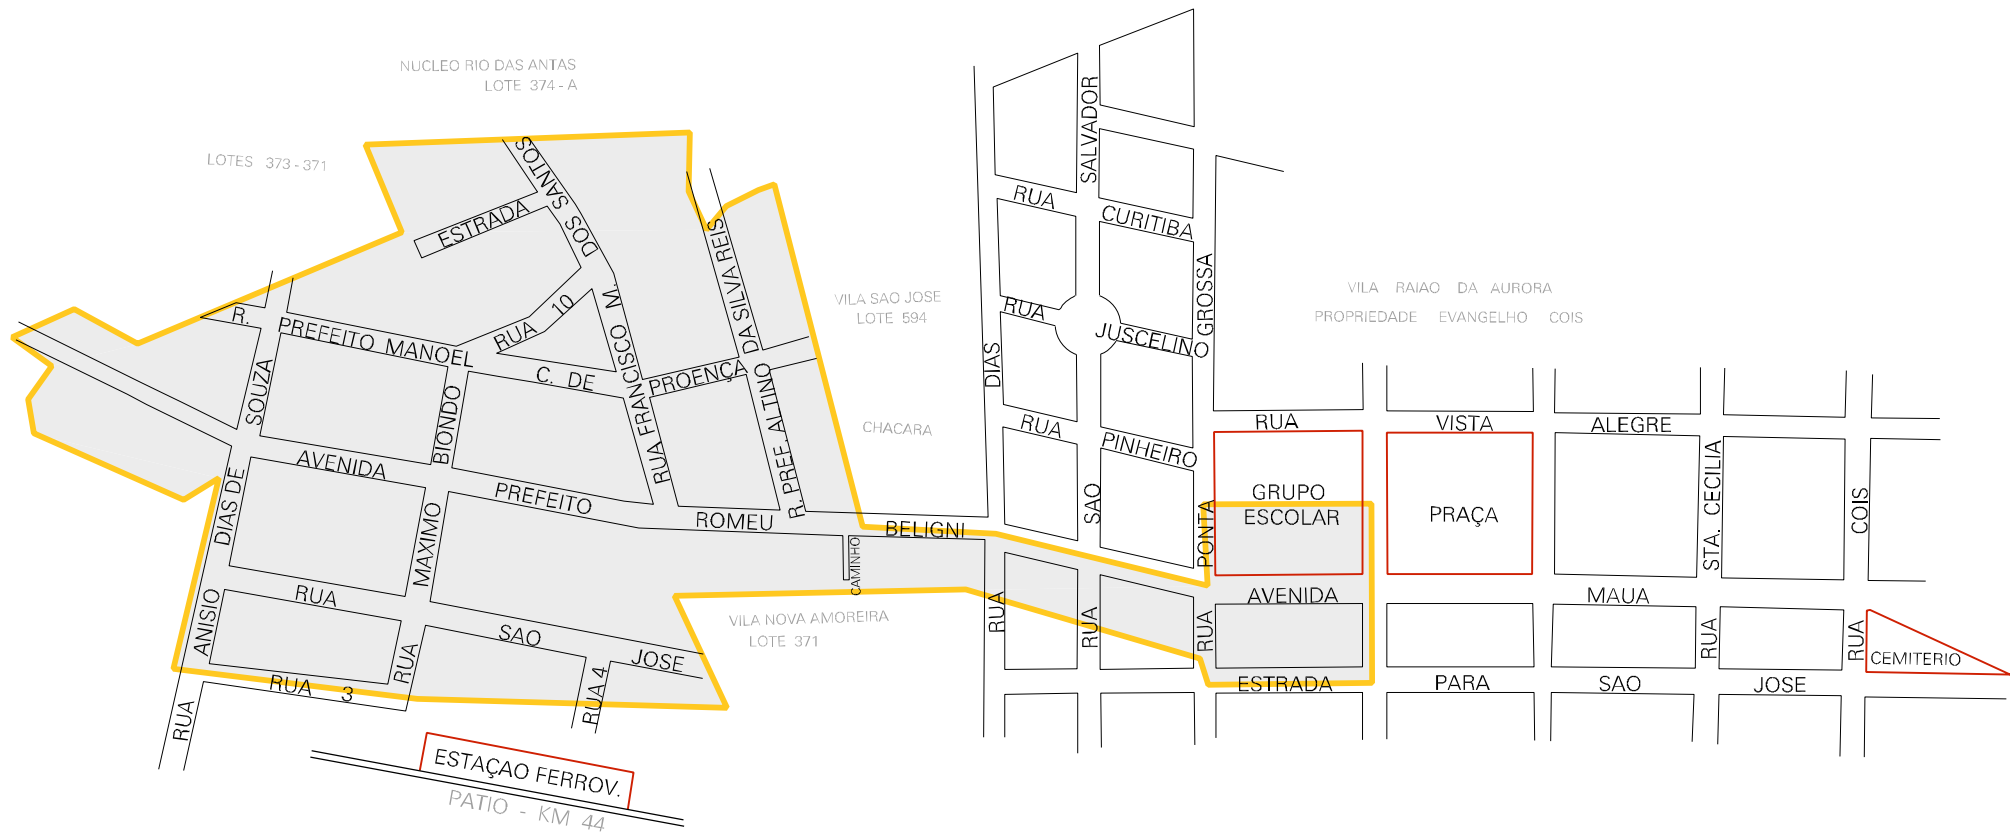 NUCLEO RIO DAS ANTAS
LOTE 374 - A
LOTES 373 - 371
ESTRADA
RUA FRANCISCO M. DOS SANTOS
R. PREF. ALTINO DA SILVA REIS
R. PREFEITO MANOEL C. DE PROENÇA
RUA 10
VILA SAO JOSE
LOTE 594
CHACARA
RUA ANISIO DIAS DE SOUZA
RUA MAXIMO BIONDO
AVENIDA PREFEITO ROMEU BELIGNI
CAMINHO
RUA SAO JOSE
RUA 3
RUA 4
VILA NOVA AMOREIRA
LOTE 371
ESTAÇAO FERROV.
PATIO - KM 44
RUA DIAS
RUA SAO SALVADOR
RUA PONTA GROSSA
RUA CURITIBA
RUA JUSCELINO
RUA PINHEIRO
VILA RAIAO DA AURORA
PROPRIEDADE EVANGELHO COIS
RUA VISTA ALEGRE
GRUPO
ESCOLAR
PRAÇA
RUA STA. CECILIA
RUA COIS
AVENIDA MAUA
CEMITERIO
ESTRADA PARA SAO JOSE